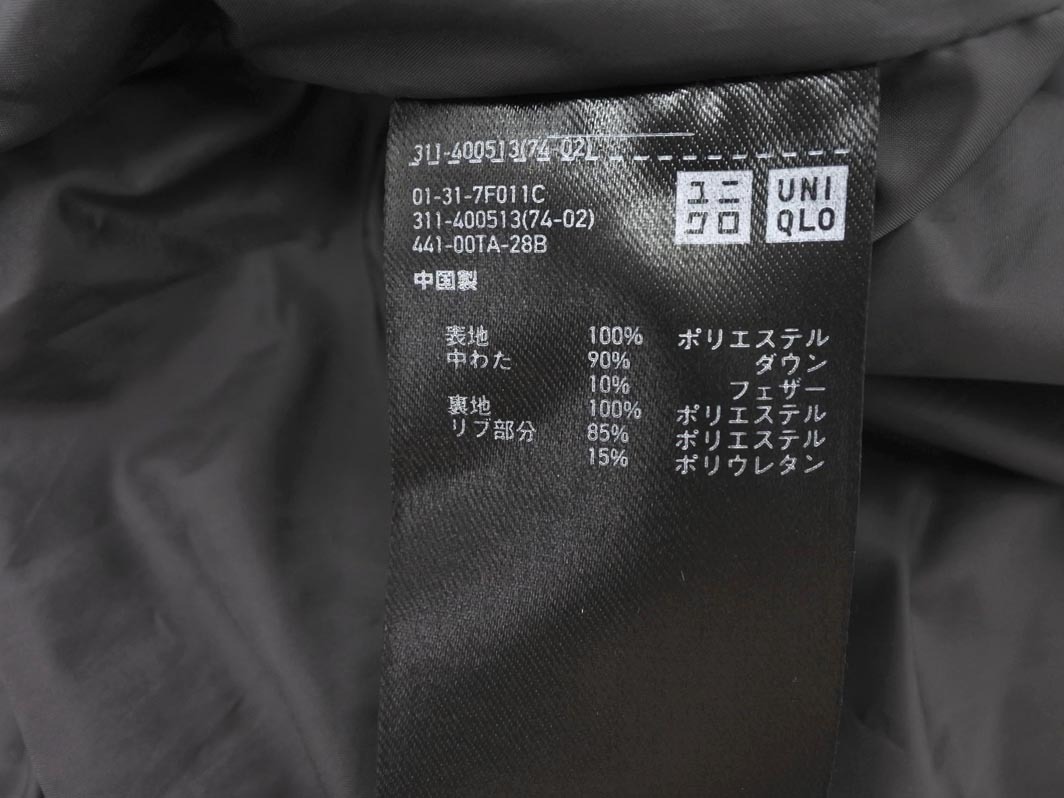 311-400513(74-02)
ユニ
クロ
UNI
QLO
01-31-7F011C
311-400513(74-02)
441-00TA-28B
中国製
表地 100% ポリエステル
中わた 90% ダウン
10% フェザー
裏地 100% ポリエステル
リブ部分 85% ポリエステル
15% ポリウレタン